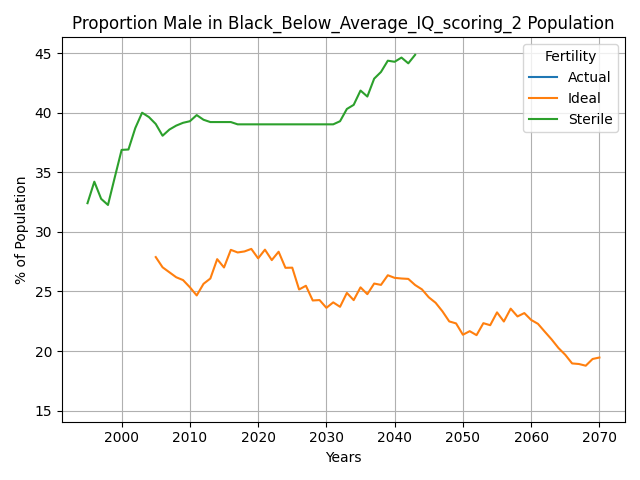 Proportion Male in Black_Below_Average_IQ_scoring_2 Population
% of Population
45
40
35
30
25
20
15
Fertility
Actual
Ideal
Sterile
2000 2010 2020 2030 2040 2050 2060 2070
Years